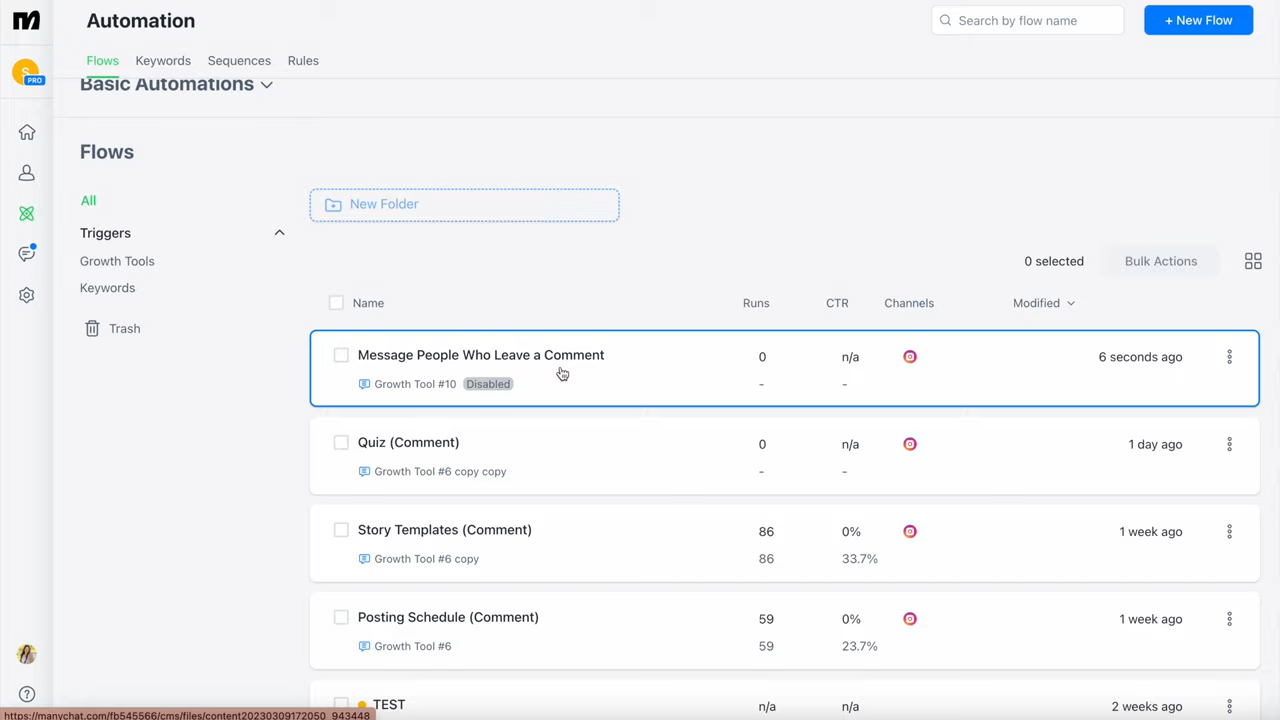 Automation
Search by flow name
+ New Flow
S
PRO
Flows Keywords Sequences Rules
Basic Automations
Flows
All
Triggers
Growth Tools
Keywords
Trash
New Folder
0 selected Bulk Actions
Name Runs CTR Channels Modified
Message People Who Leave a Comment 0 n/a 6 seconds ago
Growth Tool #10 Disabled - -
Quiz (Comment) 0 n/a 1 day ago
Growth Tool #6 copy copy - -
Story Templates (Comment) 86 0% 1 week ago
Growth Tool #6 copy 86 33.7%
Posting Schedule (Comment) 59 0% 1 week ago
Growth Tool #6 59 23.7%
TEST n/a n/a 2 weeks ago
https://manychat.com/fb545566/cms/files/content20230309172050_943448